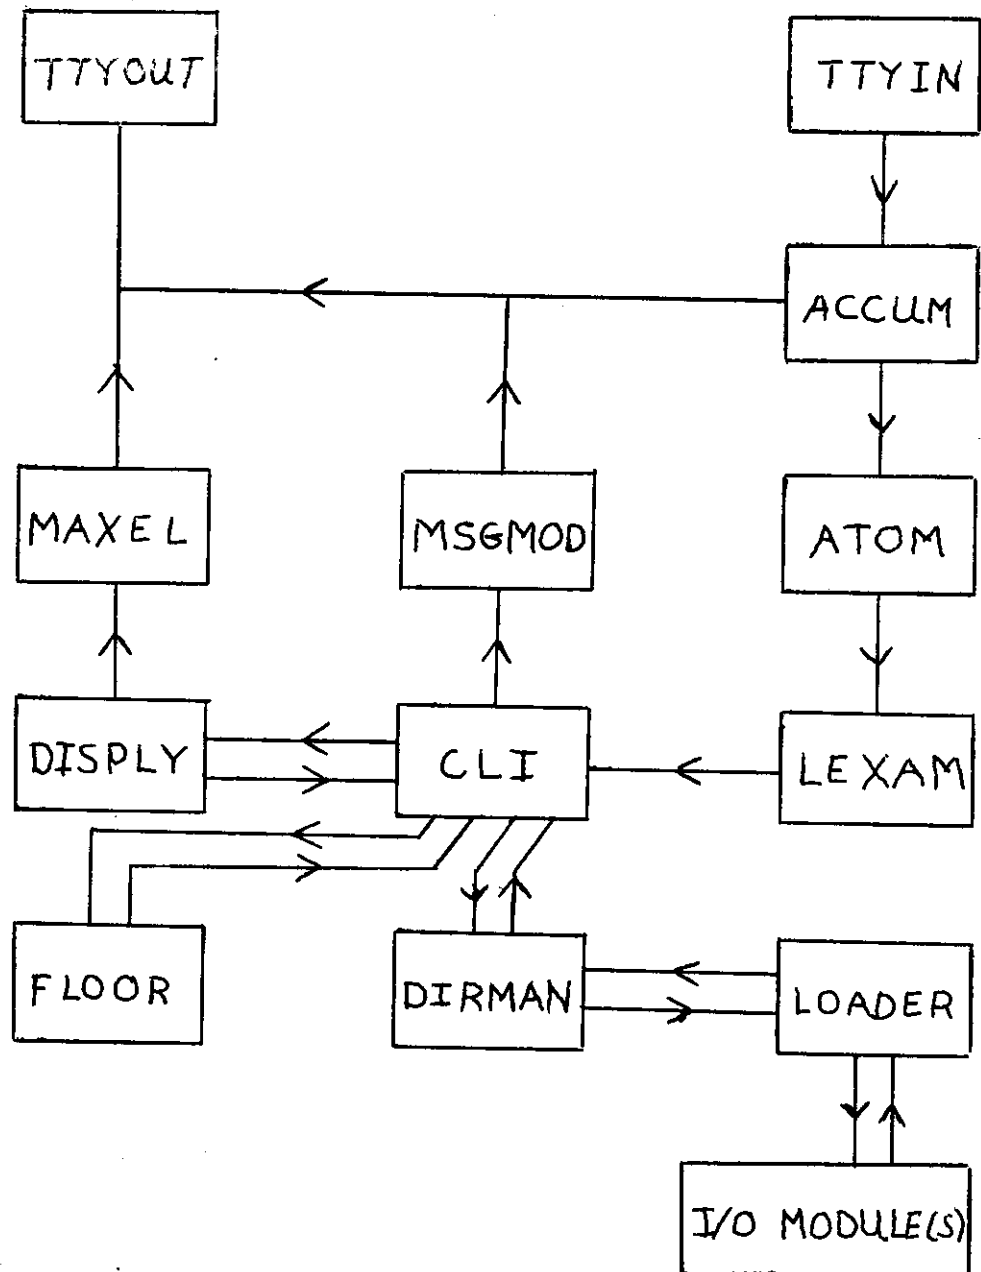 TTYOUT
TTYIN
ACCUM
MAXEL
MSGMOD
ATOM
DISPLY
CLI
LEXAM
FLOOR
DIRMAN
LOADER
I/O MODULE(S)